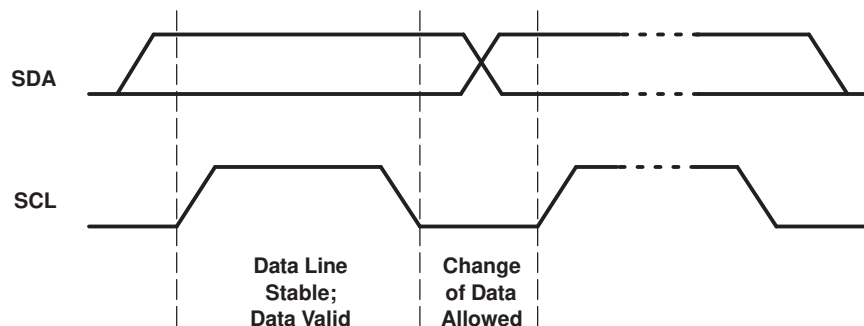 SDA
SCL
Data Line
Stable;
Data Valid
Change
of Data
Allowed